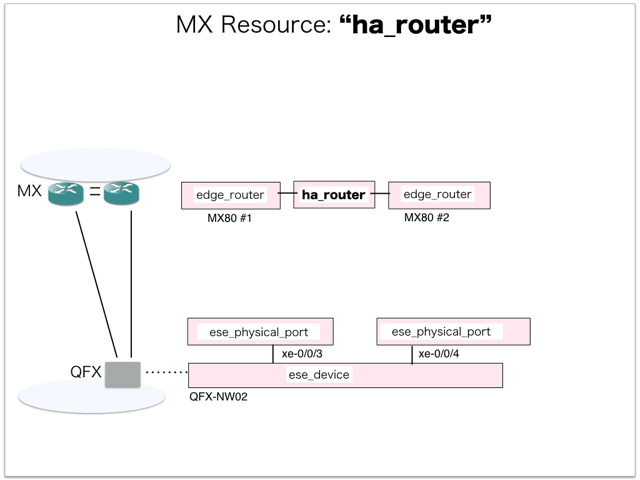 MX Resource: “ha_router”
MX
edge_router
ha_router
edge_router
MX80 #1
MX80 #2
ese_physical_port
ese_physical_port
xe-0/0/3
xe-0/0/4
QFX
ese_device
QFX-NW02